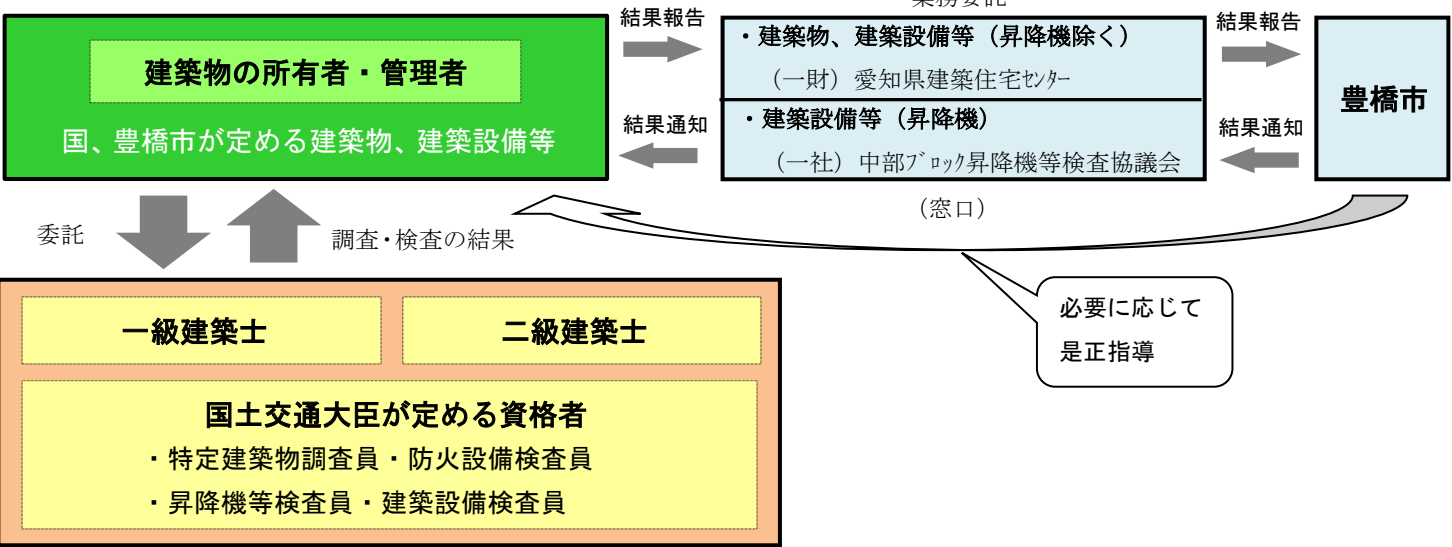 業務委託
結果報告
結果報告
建築物の所有者・管理者
国、豊橋市が定める建築物、建築設備等
・建築物、建築設備等（昇降機除く）
（一財）愛知県建築住宅ｾﾝﾀｰ
・建築設備等（昇降機）
（一社）中部ﾌﾞﾛｯｸ昇降機等検査協議会
豊橋市
結果通知
結果通知
（窓口）
委託
調査・検査の結果
必要に応じて
是正指導
一級建築士
二級建築士
国土交通大臣が定める資格者
・特定建築物調査員・防火設備検査員
・昇降機等検査員・建築設備検査員